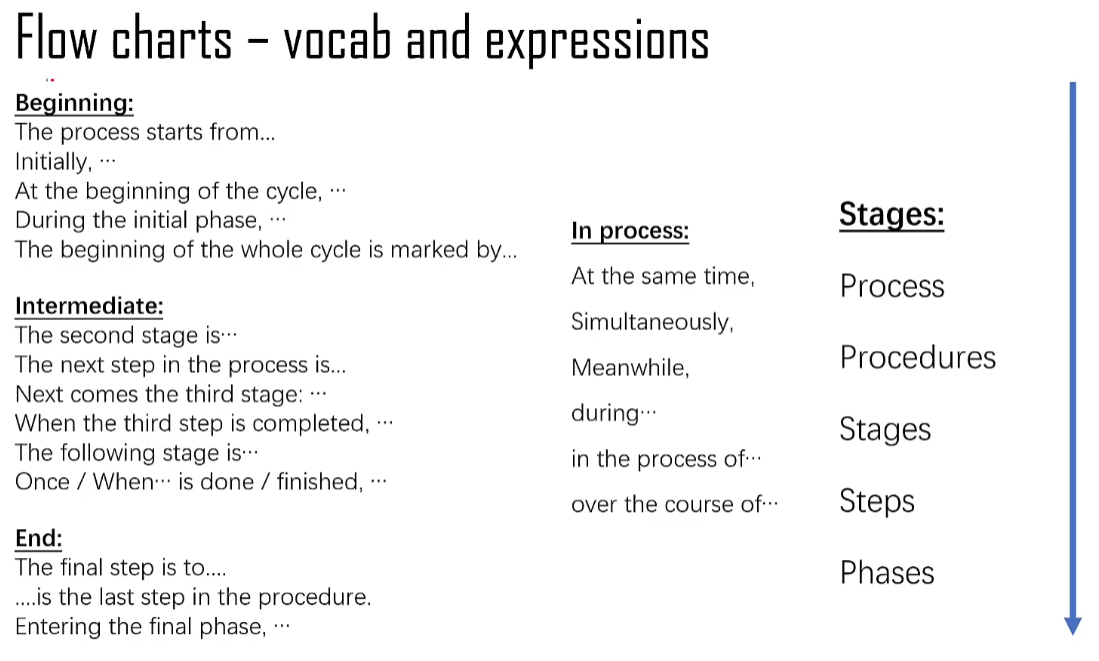 Flow charts – vocab and expressions
Beginning:
The process starts from...
Initially, ···
At the beginning of the cycle, ···
During the initial phase, ···
The beginning of the whole cycle is marked by...
Intermediate:
The second stage is···
The next step in the process is...
Next comes the third stage: ···
When the third step is completed, ···
The following stage is···
Once / When··· is done / finished, ···
End:
The final step is to....
....is the last step in the procedure.
Entering the final phase, ···
In process:
At the same time,
Simultaneously,
Meanwhile,
during···
in the process of···
over the course of···
Stages:
Process
Procedures
Stages
Steps
Phases